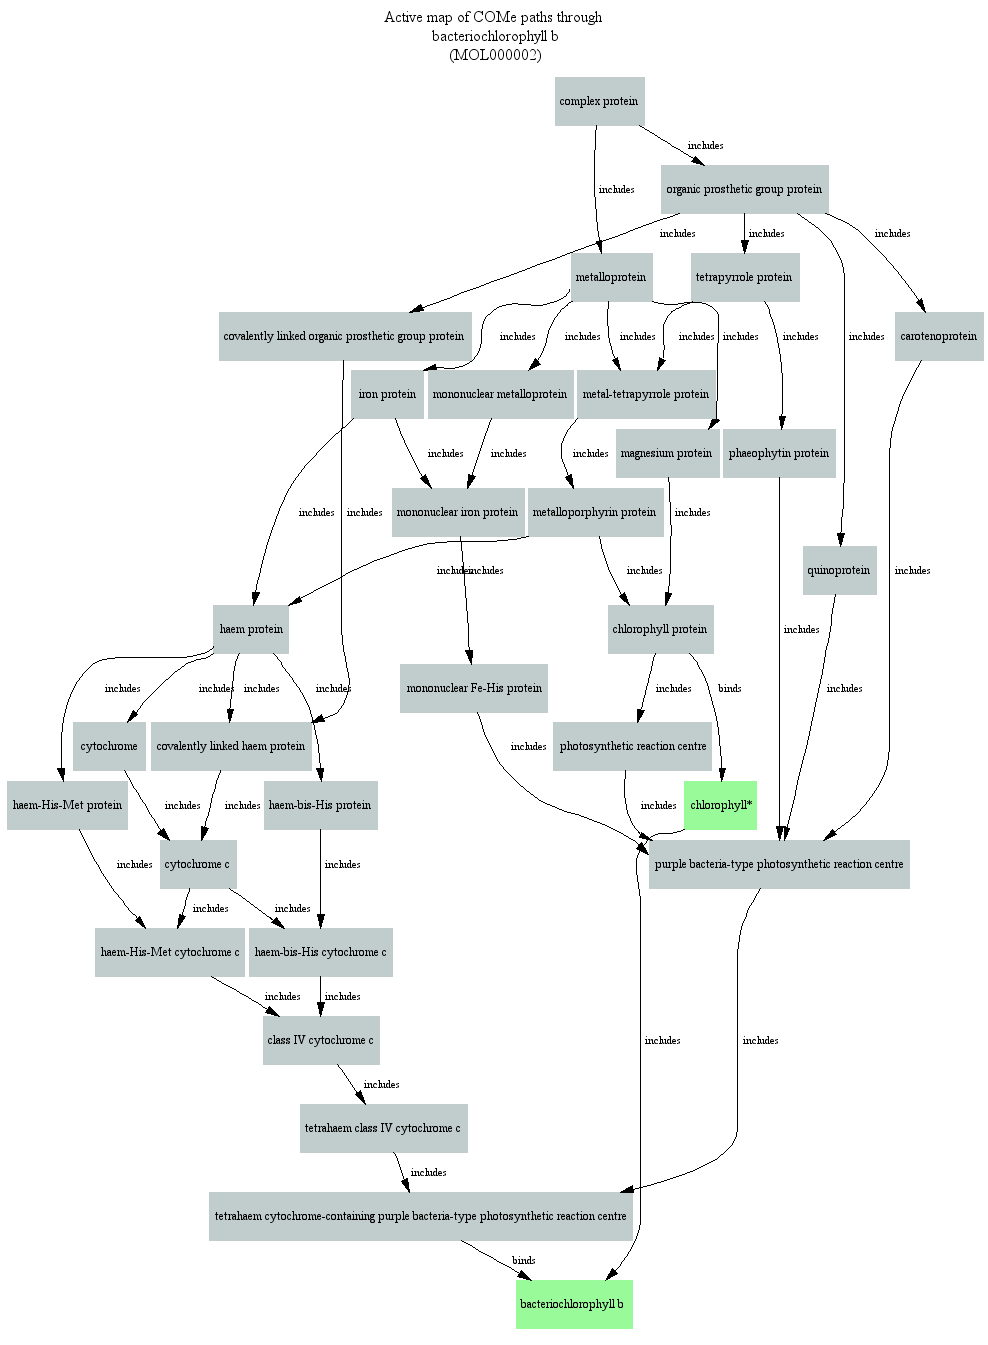 Active map of COMe paths through
bacteriochlorophyll b
(MOL000002)
complex protein
includes
includes
organic prosthetic group protein
includes
includes
includes
metalloprotein
tetrapyrrole protein
covalently linked organic prosthetic group protein
includes
includes
includes
includes
includes
includes
includes
carotenoprotein
iron protein
mononuclear metalloprotein
metal-tetrapyrrole protein
includes
includes
includes
magnesium protein
phaeophytin protein
mononuclear iron protein
metalloporphyrin protein
includes
includes
includes
includes
includes
includes
quinoprotein
includes
haem protein
chlorophyll protein
includes
mononuclear Fe-His protein
includes
includes
includes
includes
includes
binds
includes
cytochrome
covalently linked haem protein
includes
photosynthetic reaction centre
haem-His-Met protein
includes
includes
haem-bis-His protein
includes
chlorophyll*
cytochrome c
includes
includes
purple bacteria-type photosynthetic reaction centre
includes
includes
haem-His-Met cytochrome c
haem-bis-His cytochrome c
includes
includes
class IV cytochrome c
includes
includes
includes
tetrahaem class IV cytochrome c
includes
tetrahaem cytochrome-containing purple bacteria-type photosynthetic reaction centre
binds
bacteriochlorophyll b